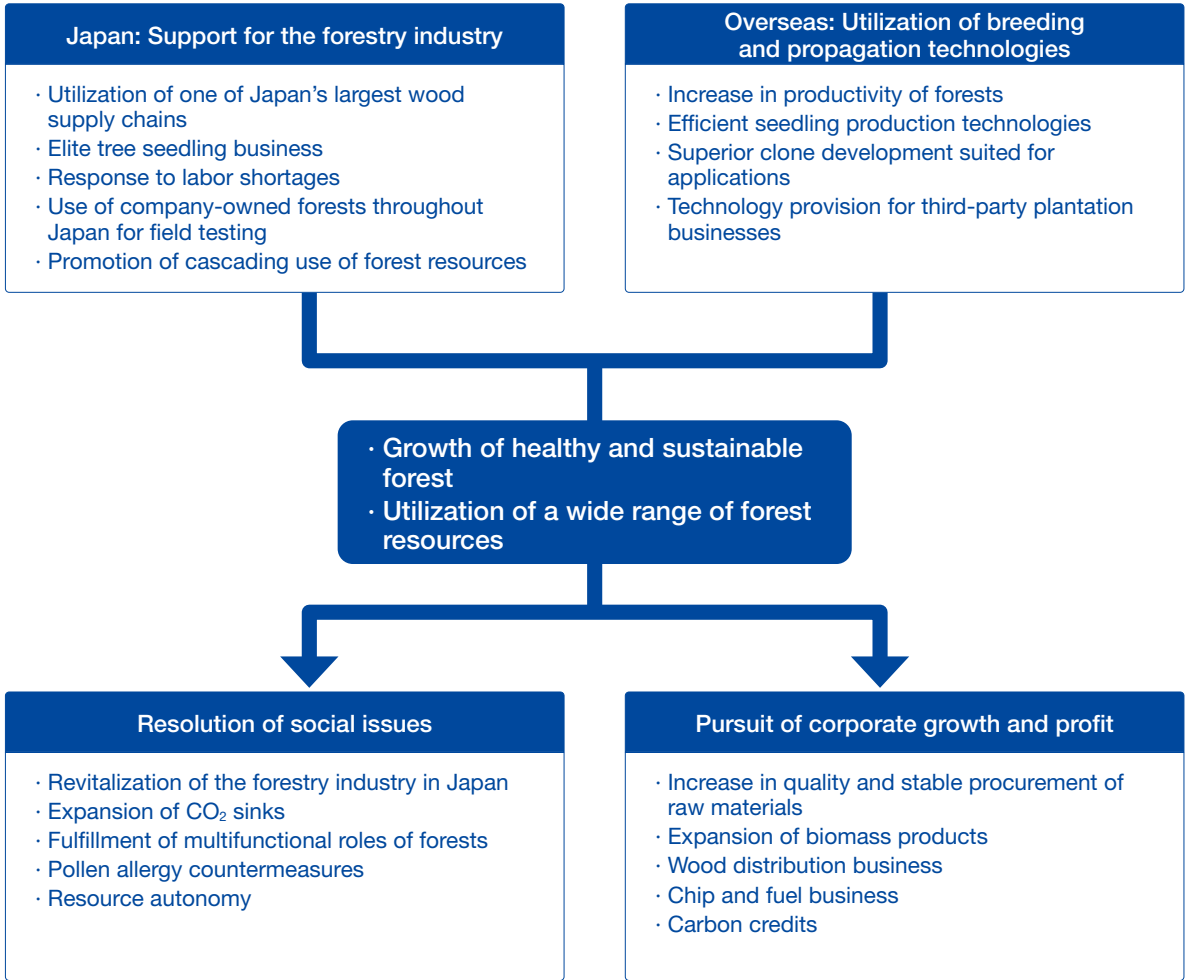 Japan: Support for the forestry industry
· Utilization of one of Japan's largest wood
supply chains
· Elite tree seedling business
· Response to labor shortages
· Use of company-owned forests throughout
Japan for field testing
· Promotion of cascading use of forest resources
Overseas: Utilization of breeding
and propagation technologies
· Increase in productivity of forests
· Efficient seedling production technologies
· Superior clone development suited for
applications
· Technology provision for third-party plantation
businesses
· Growth of healthy and sustainable
forest
· Utilization of a wide range of forest
resources
Resolution of social issues
· Revitalization of the forestry industry in Japan
· Expansion of CO₂ sinks
· Fulfillment of multifunctional roles of forests
· Pollen allergy countermeasures
· Resource autonomy
Pursuit of corporate growth and profit
· Increase in quality and stable procurement of
raw materials
· Expansion of biomass products
· Wood distribution business
· Chip and fuel business
· Carbon credits